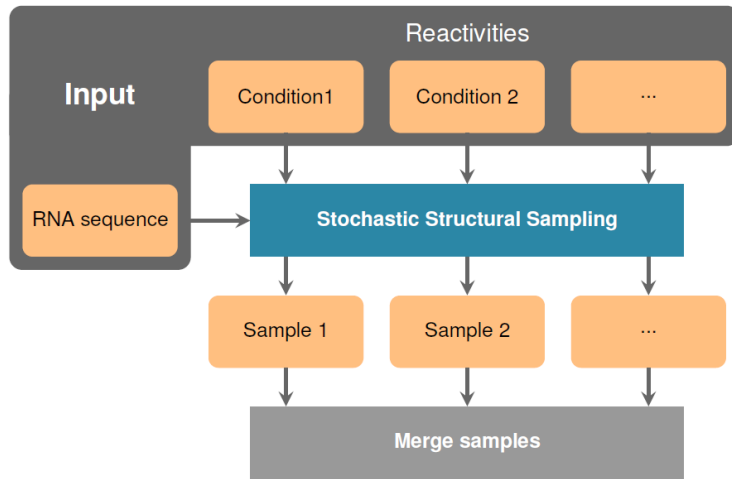 Reactivities
Input
Condition1
Condition 2
...
RNA sequence
Stochastic Structural Sampling
Sample 1
Sample 2
...
Merge samples